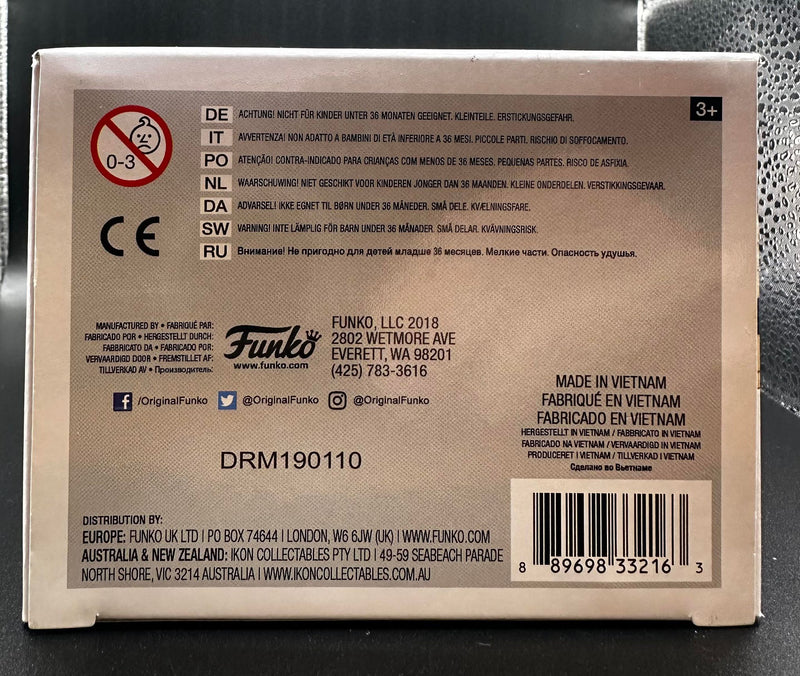 3+
0-3
DE ACHTUNG! NICHT FÜR KINDER UNTER 36 MONATEN GEEIGNET. KLEINTEILE. ERSTICKUNGSGEFAHR.
IT AVVERTENZA! NON ADATTO A BAMBINI DI ETÀ INFERIORE A 36 MESI. PICCOLE PARTI. RISCHIO DI SOFFOCAMENTO.
PO ATENÇÃO! CONTRA-INDICADO PARA CRIANÇAS COM MENOS DE 36 MESES. PEQUENAS PARTES. RISCO DE ASFIXIA.
NL WAARSCHUWING! NIET GESCHIKT VOOR KINDEREN JONGER DAN 36 MAANDEN. KLEINE ONDERDELEN. VERSTIKKINGSGEVAAR.
DA ADVARSEL! IKKE EGNET TIL BØRN UNDER 36 MÅNEDER. SMÅ DELE. KVÆLNINGSFARE.
SW VARNING! INTE LÄMPLIG FÖR BARN UNDER 36 MÅNADER. SMÅ DELAR. KVÄVNINGSRISK.
RU Внимание! Не пригодно для детей младше 36 месяцев. Мелкие части. Опасность удушья.
CE
MANUFACTURED BY • FABRIQUÉ PAR:
FABRICADO POR • HERGESTELLT DURCH:
FABBRICATO DA • FABRICADO POR:
VERVAARDIGD DOOR • FREMSTILLET AF:
TILLVERKAD AV • Производитель:
Funko
www.funko.com
FUNKO, LLC 2018
2802 WETMORE AVE
EVERETT, WA 98201
(425) 783-3616
f /OriginalFunko @OriginalFunko @OriginalFunko
MADE IN VIETNAM
FABRIQUÉ EN VIETNAM
FABRICADO EN VIETNAM
HERGESTELLT IN VIETNAM / FABBRICATO IN VIETNAM
FABRICADO NA VIETNAM / VERVAARDIGD IN VIETNAM
PRODUCERET I VIETNAM / TILLVERKAD I VIETNAM
Сделано во Вьетнаме
DRM190110
DISTRIBUTION BY:
EUROPE: FUNKO UK LTD | PO BOX 74644 | LONDON, W6 6JW (UK) | WWW.FUNKO.COM
AUSTRALIA & NEW ZEALAND: IKON COLLECTABLES PTY LTD | 49-59 SEABEACH PARADE
NORTH SHORE, VIC 3214 AUSTRALIA | WWW.IKONCOLLECTABLES.COM.AU
8 89698 33216 3